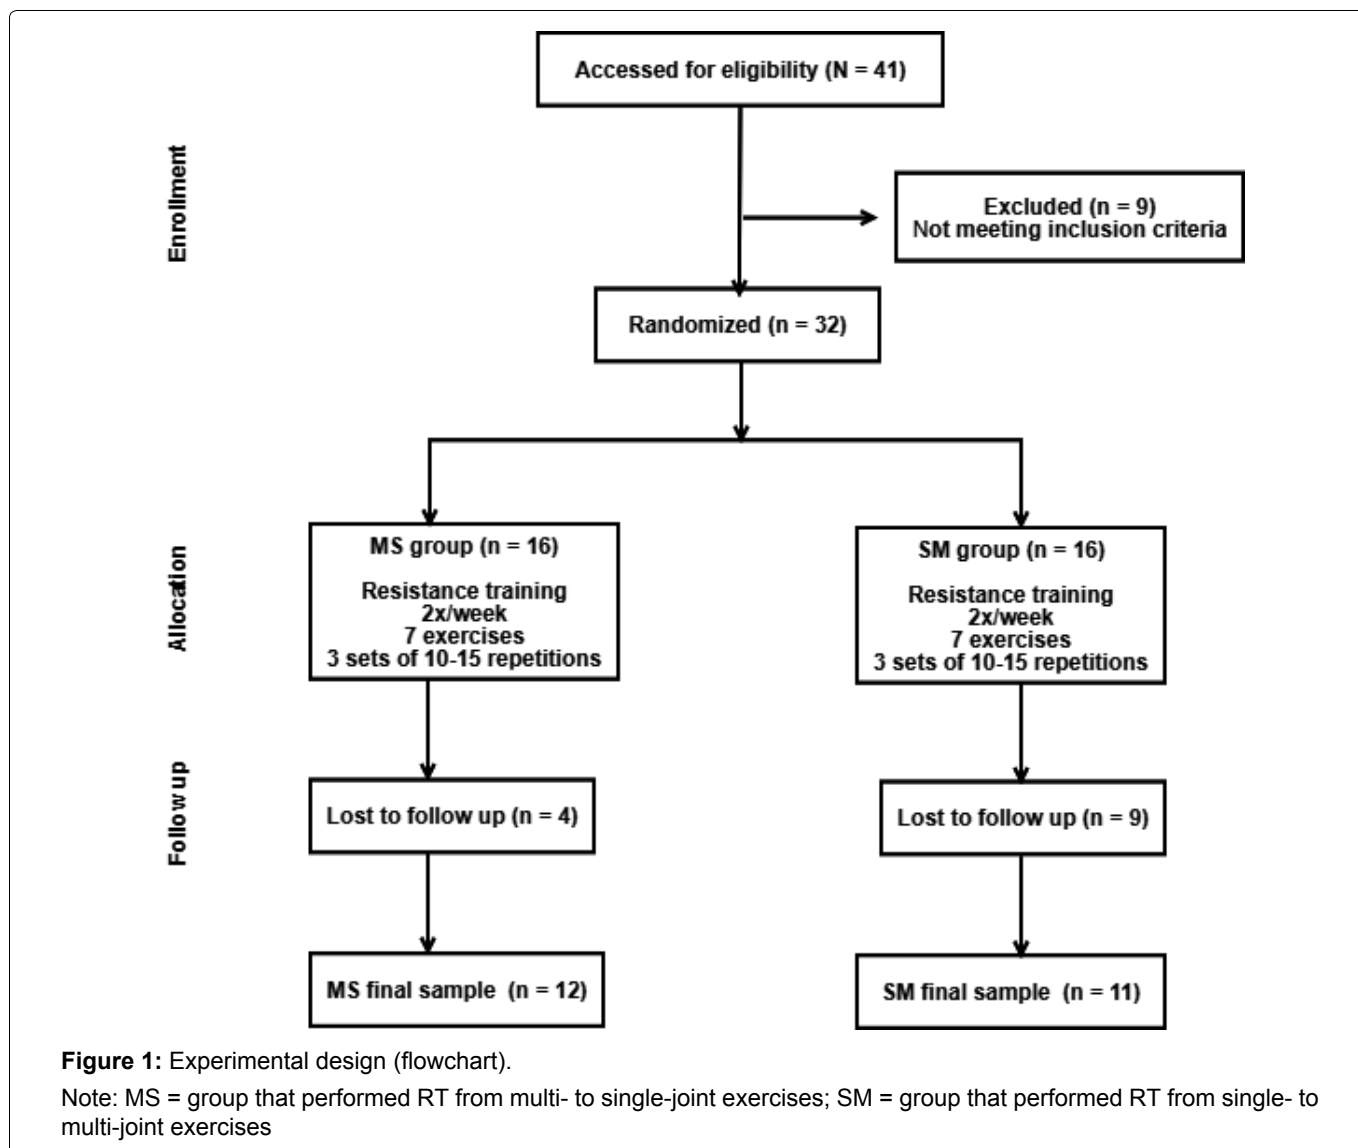 Accessed for eligibility (N = 41)
Enrollment
Excluded (n = 9)
Not meeting inclusion criteria
Randomized (n = 32)
Allocation
MS group (n = 16)
Resistance training
2x/week
7 exercises
3 sets of 10-15 repetitions
SM group (n = 16)
Resistance training
2x/week
7 exercises
3 sets of 10-15 repetitions
Follow up
Lost to follow up (n = 4)
Lost to follow up (n = 9)
MS final sample (n = 12)
SM final sample (n = 11)
Figure 1: Experimental design (flowchart).
Note: MS = group that performed RT from multi- to single-joint exercises; SM = group that performed RT from single- to
multi-joint exercises